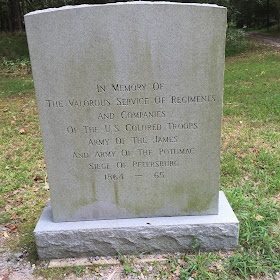 In Memory Of
The Valorous Service Of Regiments
And Companies
Of The U.S. Colored Troops
Army Of The James
And Army Of The Potomac
Siege Of Petersburg
1864 — 65